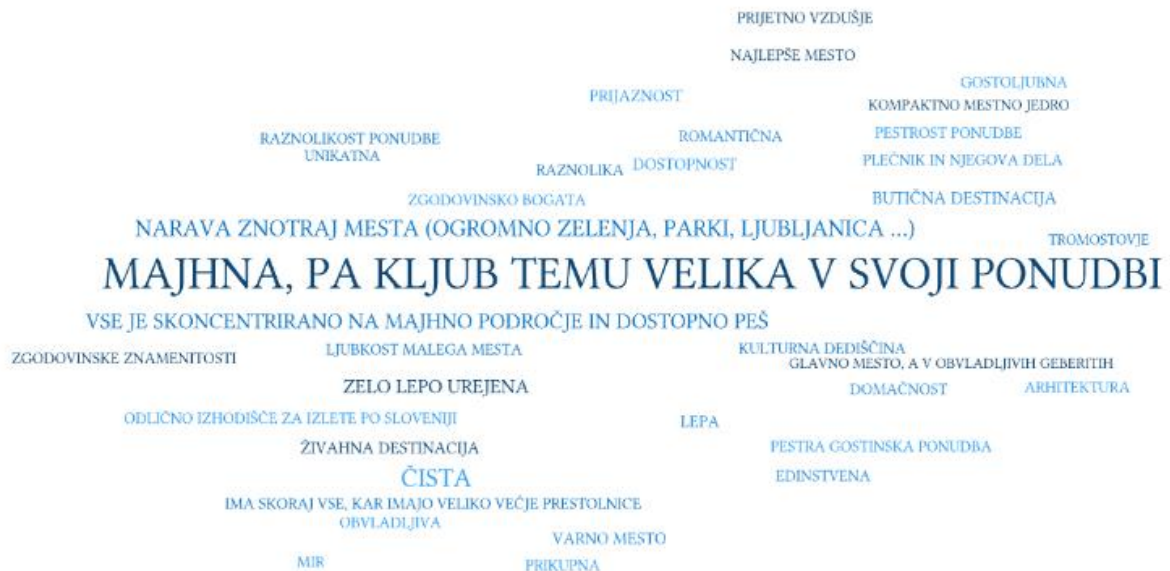 PRIJETNO VZDUŠJE
NAJLEPŠE MESTO
GOSTOLJUBNA
PRIJAZNOST
KOMPAKTNO MESTNO JEDRO
RAZNOLIKOST PONUDBE
ROMANTIČNA
PESTROST PONUDBE
UNIKATNA
RAZNOLIKA
DOSTOPNOST
PLEČNIK IN NJEGOVA DELA
ZGODOVINSKO BOGATA
BUTIČNA DESTINACIJA
NARAVA ZNOTRAJ MESTA (OGROMNO ZELENJA, PARKI, LJUBLJANICA ...)
TROMOSTOVJE
MAJHNA, PA KLJUB TEMU VELIKA V SVOJI PONUDBI
VSE JE SKONCENTRIRANO NA MAJHNO PODROČJE IN DOSTOPNO PEŠ
ZGODOVINSKE ZNAMENITOSTI
LJUBKOST MALEGA MESTA
KULTURNA DEDIŠČINA
GLAVNO MESTO, A V OBVLADLJIVIH GEBERITIH
ZELO LEPO UREJENA
DOMAČNOST
ARHITEKTURA
ODLIČNO IZHODIŠČE ZA IZLETE PO SLOVENIJI
LEPA
ŽIVAHNA DESTINACIJA
PESTRA GOSTINSKA PONUDBA
ČISTA
EDINSTVENA
IMA SKORAJ VSE, KAR IMAJO VELIKO VEČJE PRESTOLNICE
OBVLADLJIVA
VARNO MESTO
MIR
PRIKUPNA